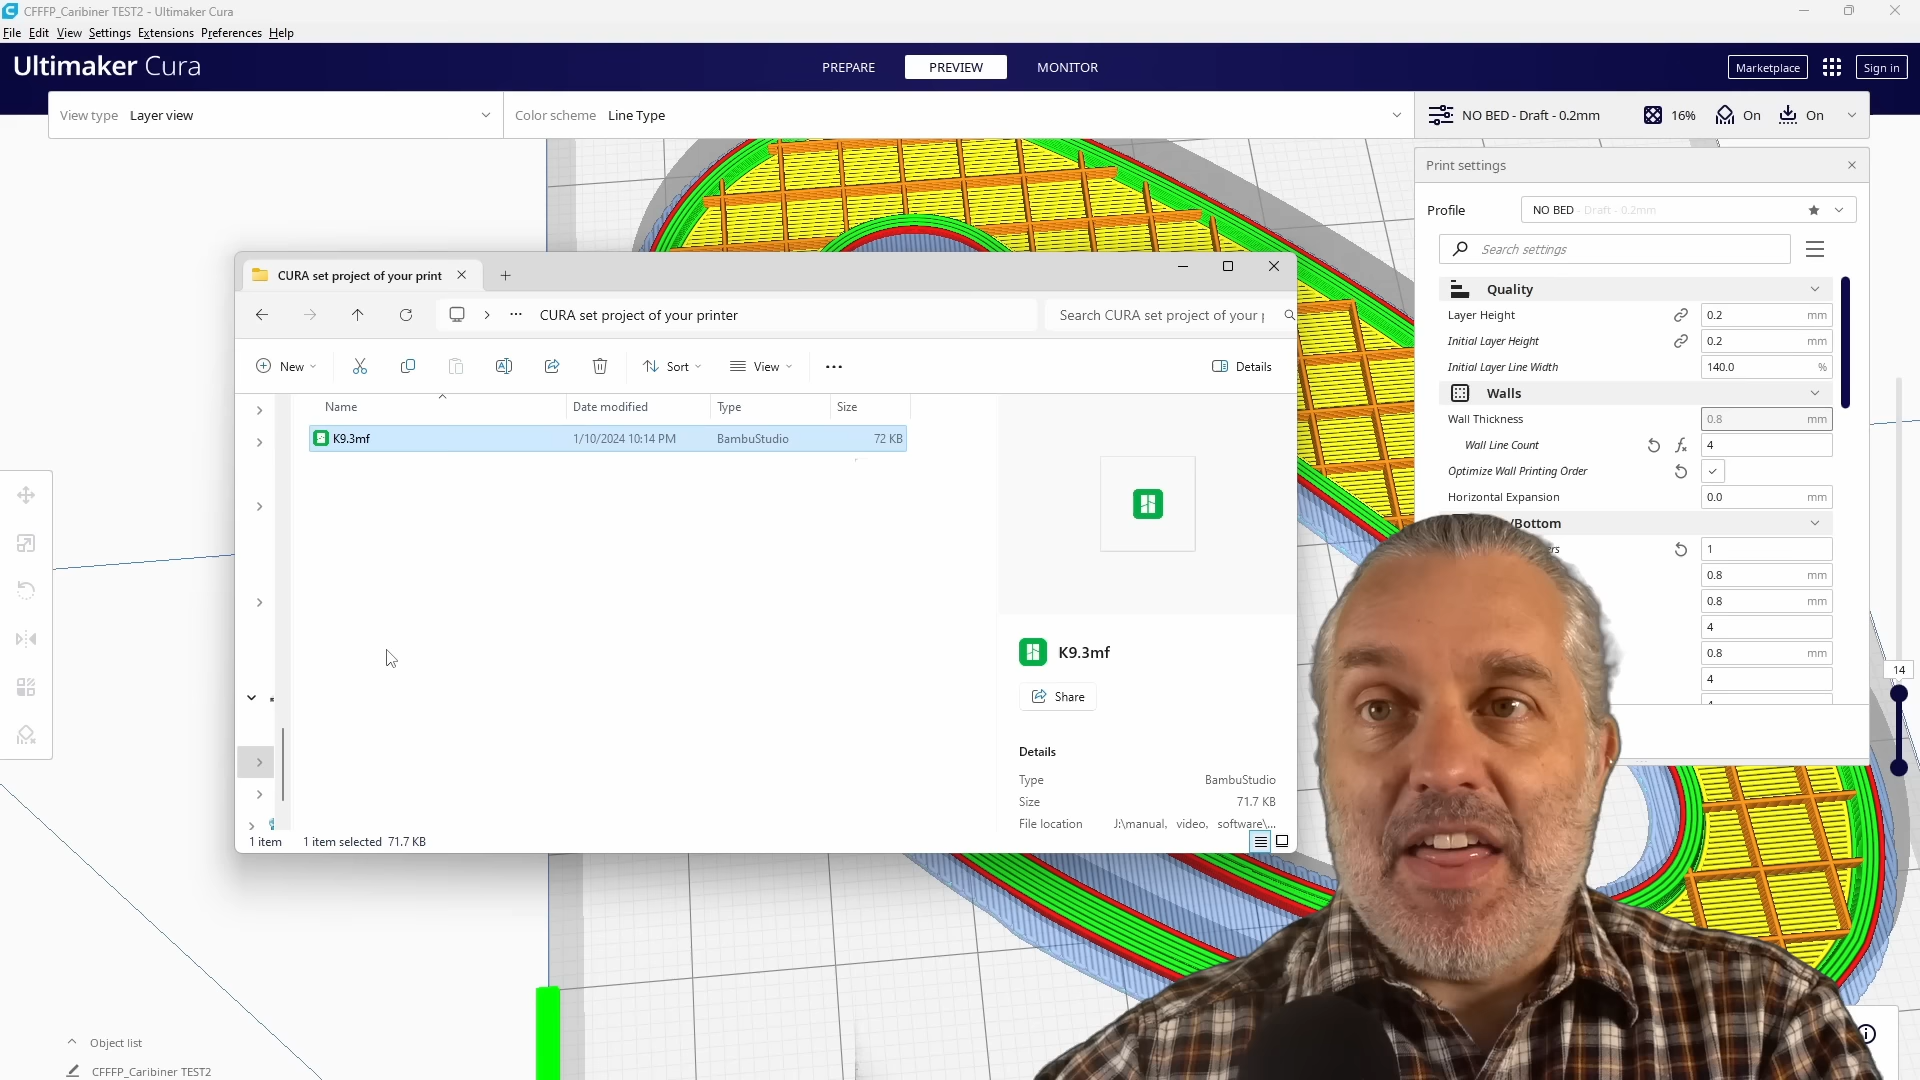 CFFFP_Caribiner TEST2 - Ultimaker Cura
File Edit View Settings Extensions Preferences Help
Ultimaker Cura
PREPARE PREVIEW MONITOR
Marketplace
Sign in
View type Layer view
Color scheme Line Type
NO BED - Draft - 0.2mm 16% On On
Print settings
Profile NO BED - Draft - 0.2mm
Search settings
Quality
Layer Height 0.2 mm
Initial Layer Height 0.2 mm
Initial Layer Line Width 140.0 %
Walls
Wall Thickness 0.8 mm
Wall Line Count 4
Optimize Wall Printing Order
Horizontal Expansion 0.0 mm
/Bottom
1
0.8 mm
0.8 mm
4
0.8 mm
4
14
CURA set project of your print
CURA set project of your printer
Search CURA set project of your p
New Sort View Details
Name Date modified Type Size
K9.3mf 1/10/2024 10:14 PM BambuStudio 72 KB
K9.3mf
Share
Details
Type BambuStudio
Size 71.7 KB
File location J:\manual, video, software\...
1 item 1 item selected 71.7 KB
Object list
CFFFP_Caribiner TEST2